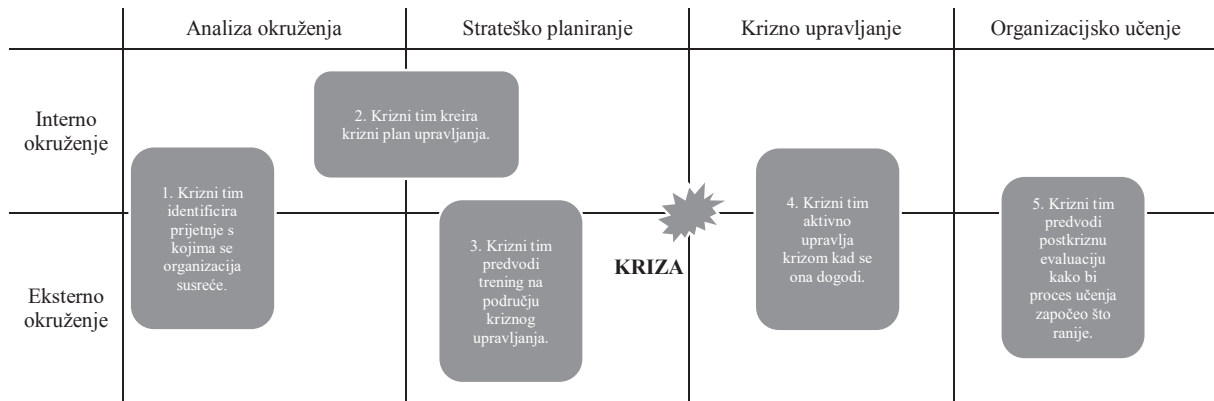 Analiza okruženja
Strateško planiranje
Krizno upravljanje
Organizacijsko učenje
Interno
okruženje
2. Krizni tim kreira
krizni plan upravljanja.
1. Krizni tim
identificira
prijetnje s
kojima se
organizacija
susreće.
4. Krizni tim
aktivno
upravlja
krizom kad se
ona dogodi.
5. Krizni tim
predvodi
postkriznu
evaluaciju
kako bi
proces učenja
započeo što
ranije.
3. Krizni tim
predvodi
trening na
području
kriznog
upravljanja.
KRIZA
Eksterno
okruženje